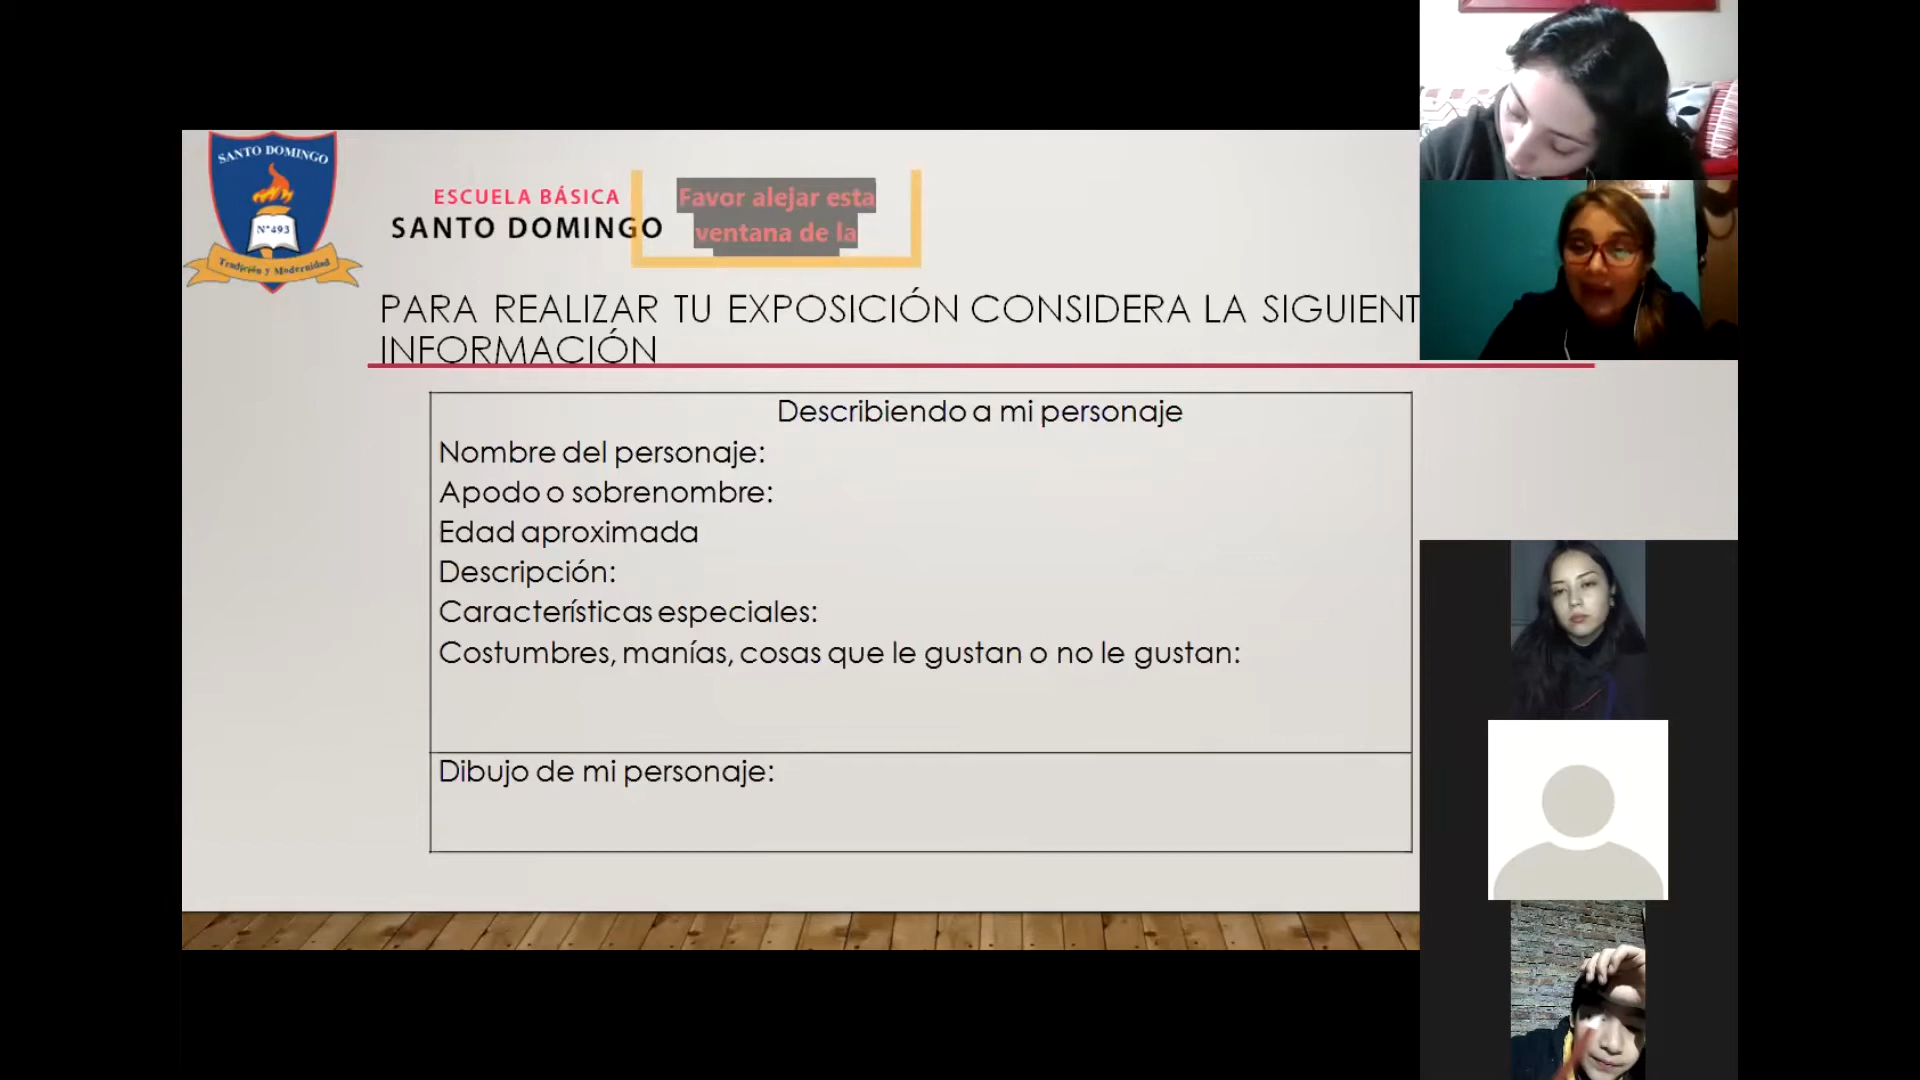 SANTO DOMINGO
N°493
Tradición y Modernidad
ESCUELA BÁSICA
SANTO DOMINGO
Favor alejar esta
ventana de la
PARA REALIZAR TU EXPOSICIÓN CONSIDERA LA SIGUIENT
INFORMACIÓN
Describiendo a mi personaje
Nombre del personaje:
Apodo o sobrenombre:
Edad aproximada
Descripción:
Características especiales:
Costumbres, manías, cosas que le gustan o no le gustan:
Dibujo de mi personaje: